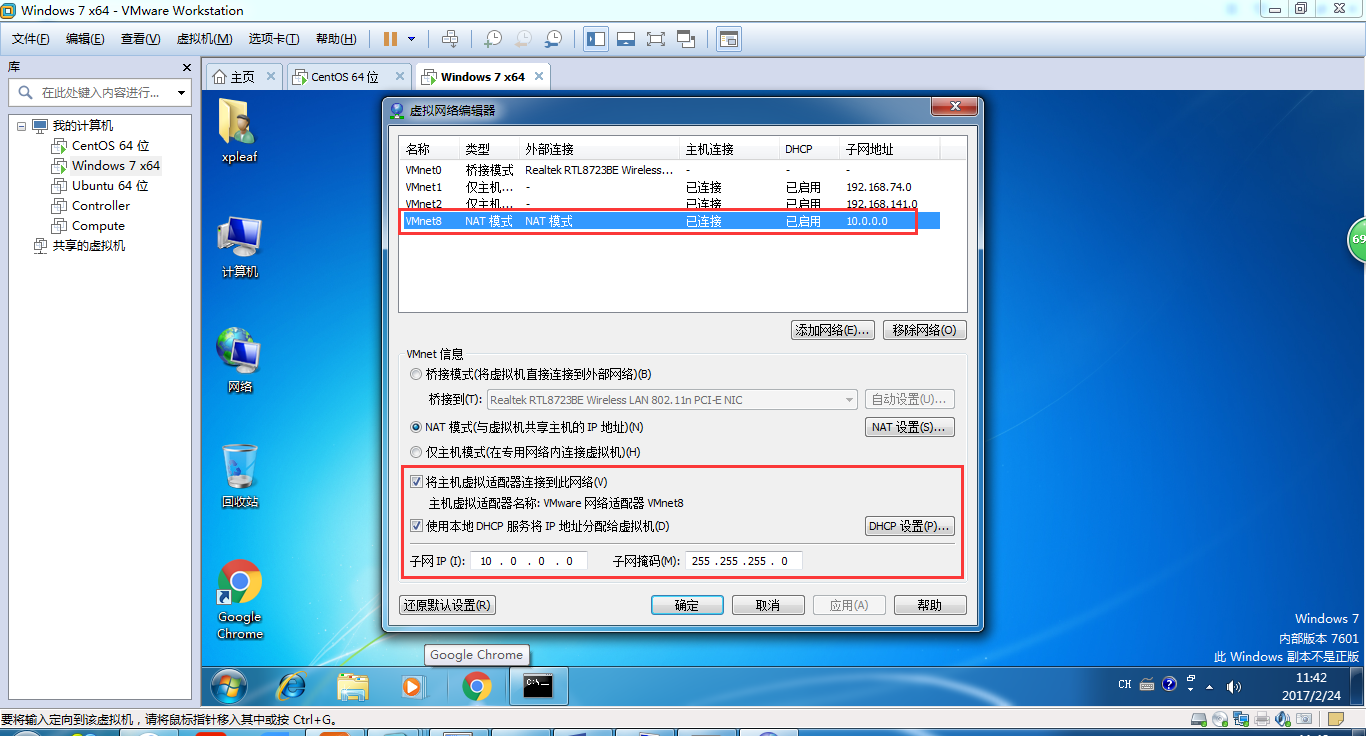 Windows 7 x64 - VMware Workstation
文件(F) 编辑(E) 查看(V) 虚拟机(M) 选项卡(T) 帮助(H)
库
在此处键入内容进行...
我的计算机
CentOS 64 位
Windows 7 x64
Ubuntu 64 位
Controller
Compute
共享的虚拟机
主页 CentOS 64 位 Windows 7 x64
xpleaf
计算机
网络
回收站
Google
Chrome
虚拟网络编辑器
名称 类型 外部连接 主机连接 DHCP 子网地址
VMnet0 桥接模式 Realtek RTL8723BE Wireless... - - -
VMnet1 仅主机... - 已连接 已启用 192.168.74.0
VMnet2 仅主机... - 已连接 已启用 192.168.141.0
VMnet8 NAT 模式 NAT 模式 已连接 已启用 10.0.0.0
添加网络(E)... 移除网络(O)
VMnet 信息
桥接模式(将虚拟机直接连接到外部网络)(B)
桥接到(T): Realtek RTL8723BE Wireless LAN 802.11n PCI-E NIC 自动设置(U)...
NAT 模式(与虚拟机共享主机的 IP 地址)(N) NAT 设置(S)...
仅主机模式(在专用网络内连接虚拟机)(H)
将主机虚拟适配器连接到此网络(V)
主机虚拟适配器名称: VMware 网络适配器 VMnet8
使用本地 DHCP 服务将 IP 地址分配给虚拟机(D) DHCP 设置(P)...
子网 IP (I): 10 . 0 . 0 . 0 子网掩码(M): 255 .255 .255 . 0
还原默认设置(R) 确定 取消 应用(A) 帮助
69
Google Chrome
Windows 7
内部版本 7601
此 Windows 副本不是正版
C:\_
CH
11:42
2017/2/24
要将输入定向到该虚拟机，请将鼠标指针移入其中或按 Ctrl+G。